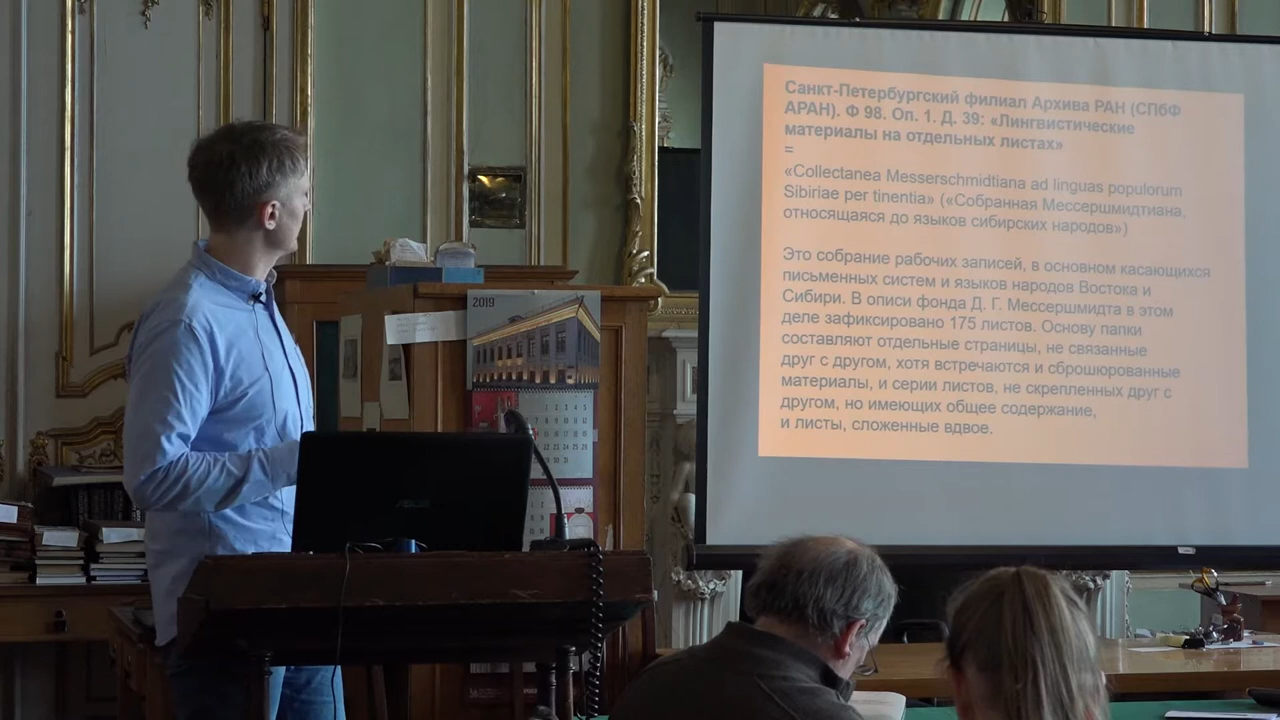 Санкт-Петербургский филиал Архива РАН (СПбФ
АРАН). Ф 98. Оп. 1. Д. 39: «Лингвистические
материалы на отдельных листах»
=
«Collectanea Messerschmidtiana ad linguas populorum
Sibiriae per tinentia» («Собранная Мессершмидтиана,
относящаяся до языков сибирских народов»)
Это собрание рабочих записей, в основном касающихся
письменных систем и языков народов Востока и
Сибири. В описи фонда Д. Г. Мессершмидта в этом
деле зафиксировано 175 листов. Основу папки
составляют отдельные страницы, не связанные
друг с другом, хотя встречаются и сброшюрованные
материалы, и серии листов, не скрепленных друг с
другом, но имеющих общее содержание,
и листы, сложенные вдвое.
2019